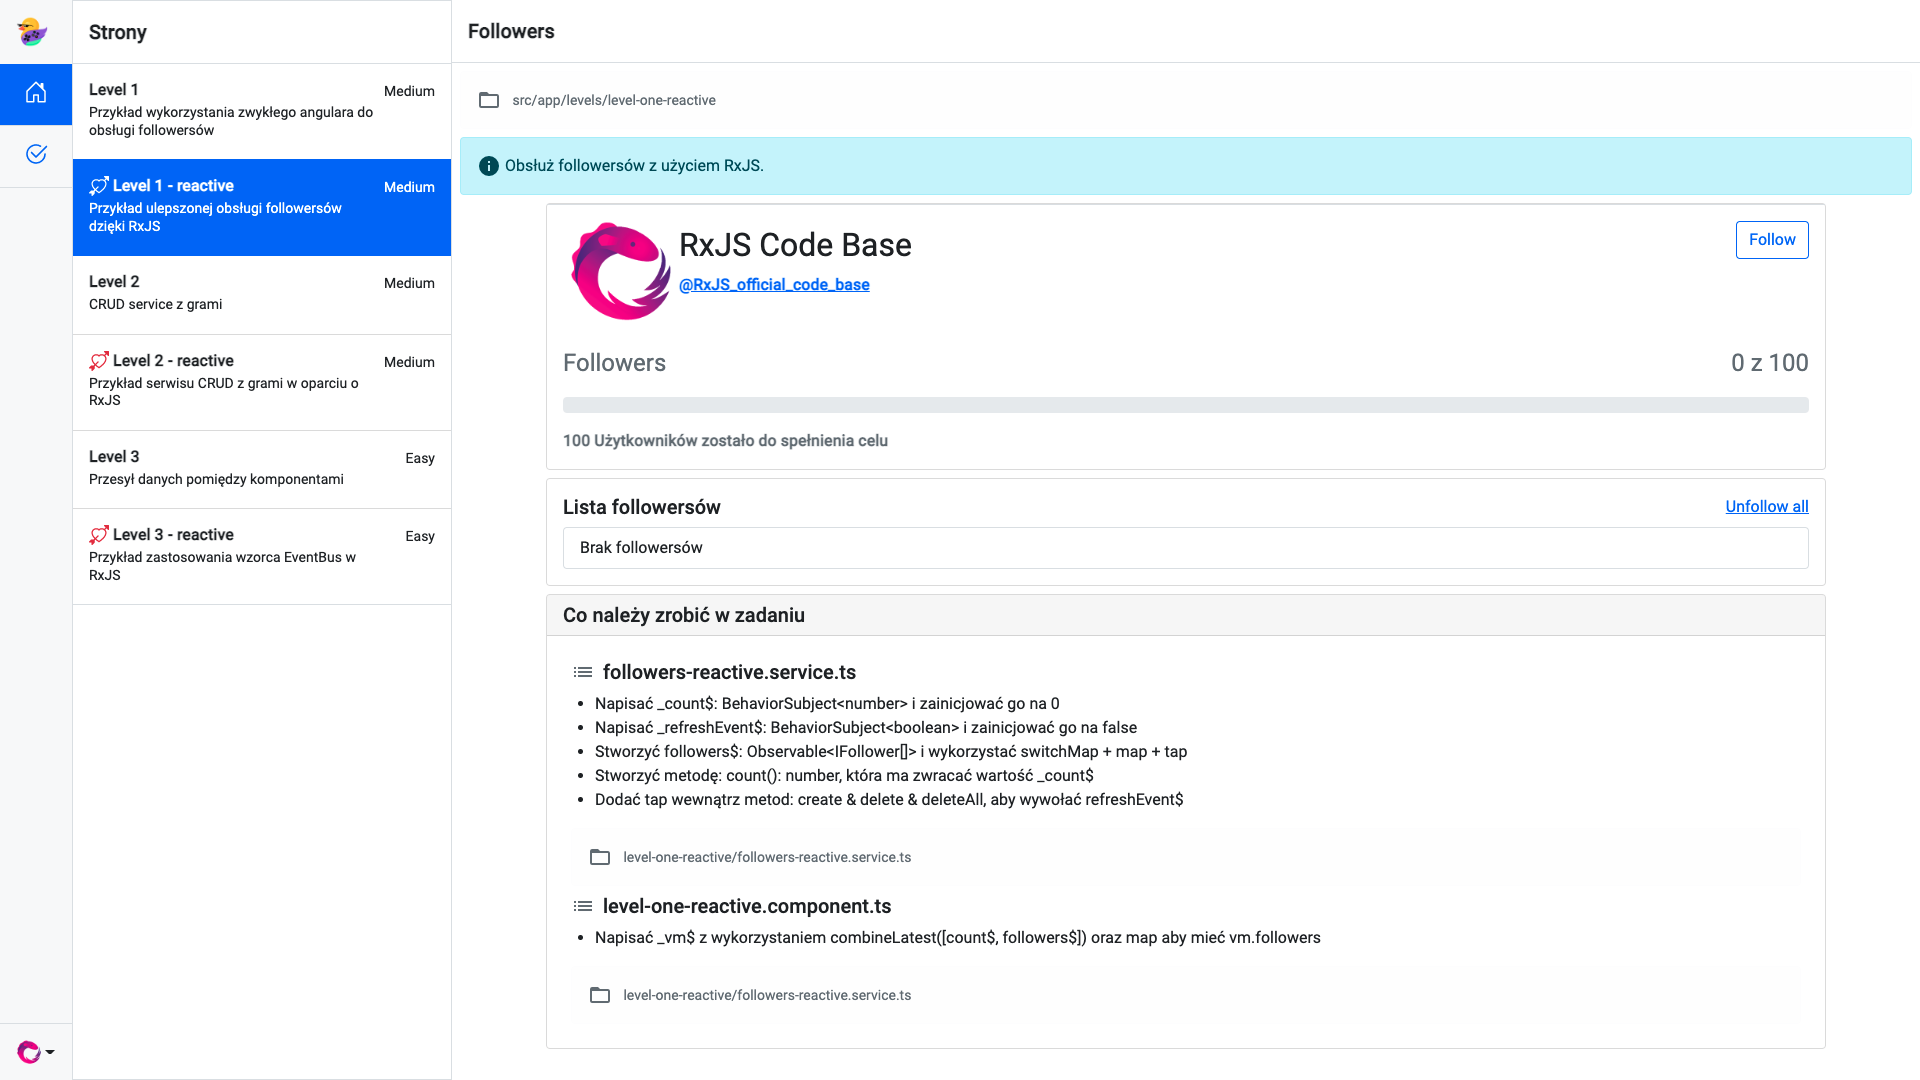 Strony
Level 1
Medium
Przykład wykorzystania zwykłego angulara do
obsługi followersów
Level 1 - reactive
Medium
Przykład ulepszonej obsługi followersów
dzięki RxJS
Level 2
Medium
CRUD service z grami
Level 2 - reactive
Medium
Przykład serwisu CRUD z grami w oparciu o
RxJS
Level 3
Easy
Przesył danych pomiędzy komponentami
Level 3 - reactive
Easy
Przykład zastosowania wzorca EventBus w
RxJS
Followers
src/app/levels/level-one-reactive
Obsłuż followersów z użyciem RxJS.
RxJS Code Base
Follow
@RxJS_official_code_base
Followers
0 z 100
100 Użytkowników zostało do spełnienia celu
Lista followersów
Unfollow all
Brak followersów
Co należy zrobić w zadaniu
followers-reactive.service.ts
• Napisać _count$: BehaviorSubject<number> i zainicjować go na 0
• Napisać _refreshEvent$: BehaviorSubject<boolean> i zainicjować go na false
• Stworzyć followers$: Observable<IFollower[]> i wykorzystać switchMap + map + tap
• Stworzyć metodę: count(): number, która ma zwracać wartość _count$
• Dodać tap wewnątrz metod: create & delete & deleteAll, aby wywołać refreshEvent$
level-one-reactive/followers-reactive.service.ts
level-one-reactive.component.ts
• Napisać _vm$ z wykorzystaniem combineLatest([count$, followers$]) oraz map aby mieć vm.followers
level-one-reactive/followers-reactive.service.ts